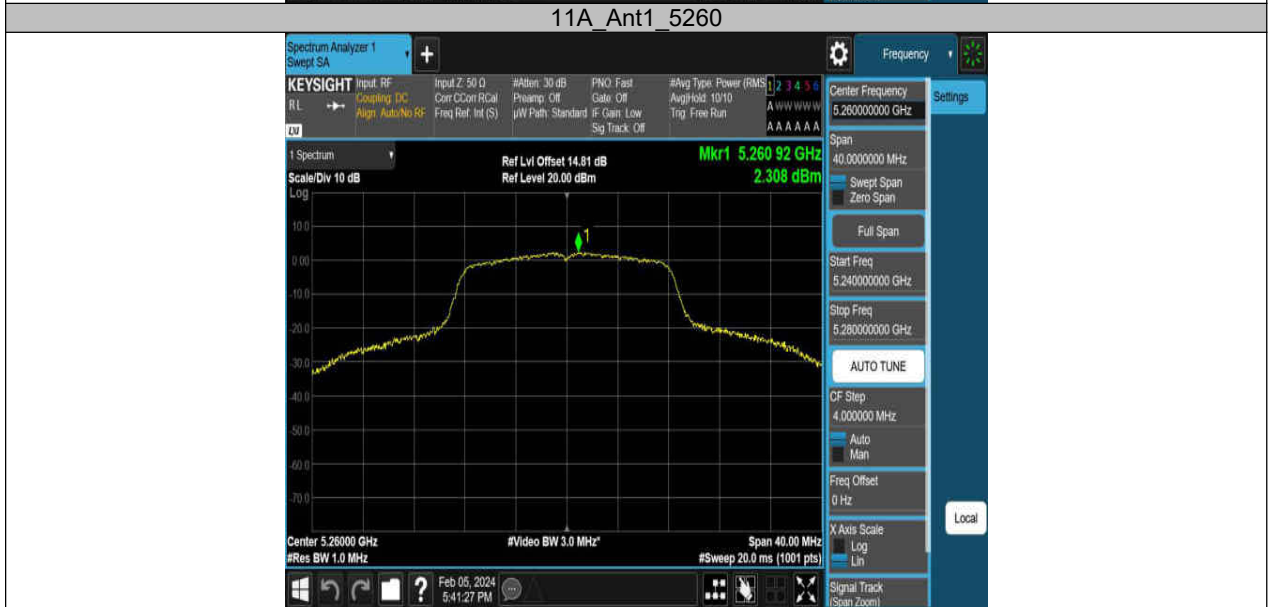 11A_Ant1_5260
Spectrum Analyzer 1
Swept SA
+
Frequency
KEYSIGHT
RL
LXI
Input: RF
Coupling: DC
Align: Auto/No RF
Input Z: 50 Ω
Corr CCorr RCal
Freq Ref: Int (S)
#Atten: 30 dB
Preamp: Off
µW Path: Standard
PNO: Fast
Gate: Off
IF Gain: Low
Sig Track: Off
#Avg Type: Power (RMS
Avg|Hold: 10/10
Trig: Free Run
1 2 3 4 5 6
A W W W W W
A A A A A A
Center Frequency
5.260000000 GHz
Settings
1 Spectrum
Scale/Div 10 dB
Log
Ref Lvl Offset 14.81 dB
Ref Level 20.00 dBm
Mkr1 5.260 92 GHz
2.308 dBm
Span
40.0000000 MHz
Swept Span
Zero Span
Full Span
Start Freq
5.240000000 GHz
Stop Freq
5.280000000 GHz
AUTO TUNE
CF Step
4.000000 MHz
Auto
Man
Freq Offset
0 Hz
X Axis Scale
Log
Lin
Signal Track
(Span Zoom)
Local
1
10.0
0.00
-10.0
-20.0
-30.0
-40.0
-50.0
-60.0
-70.0
Center 5.26000 GHz
#Res BW 1.0 MHz
#Video BW 3.0 MHz*
Span 40.00 MHz
#Sweep 20.0 ms (1001 pts)
?
Feb 05, 2024
5:41:27 PM